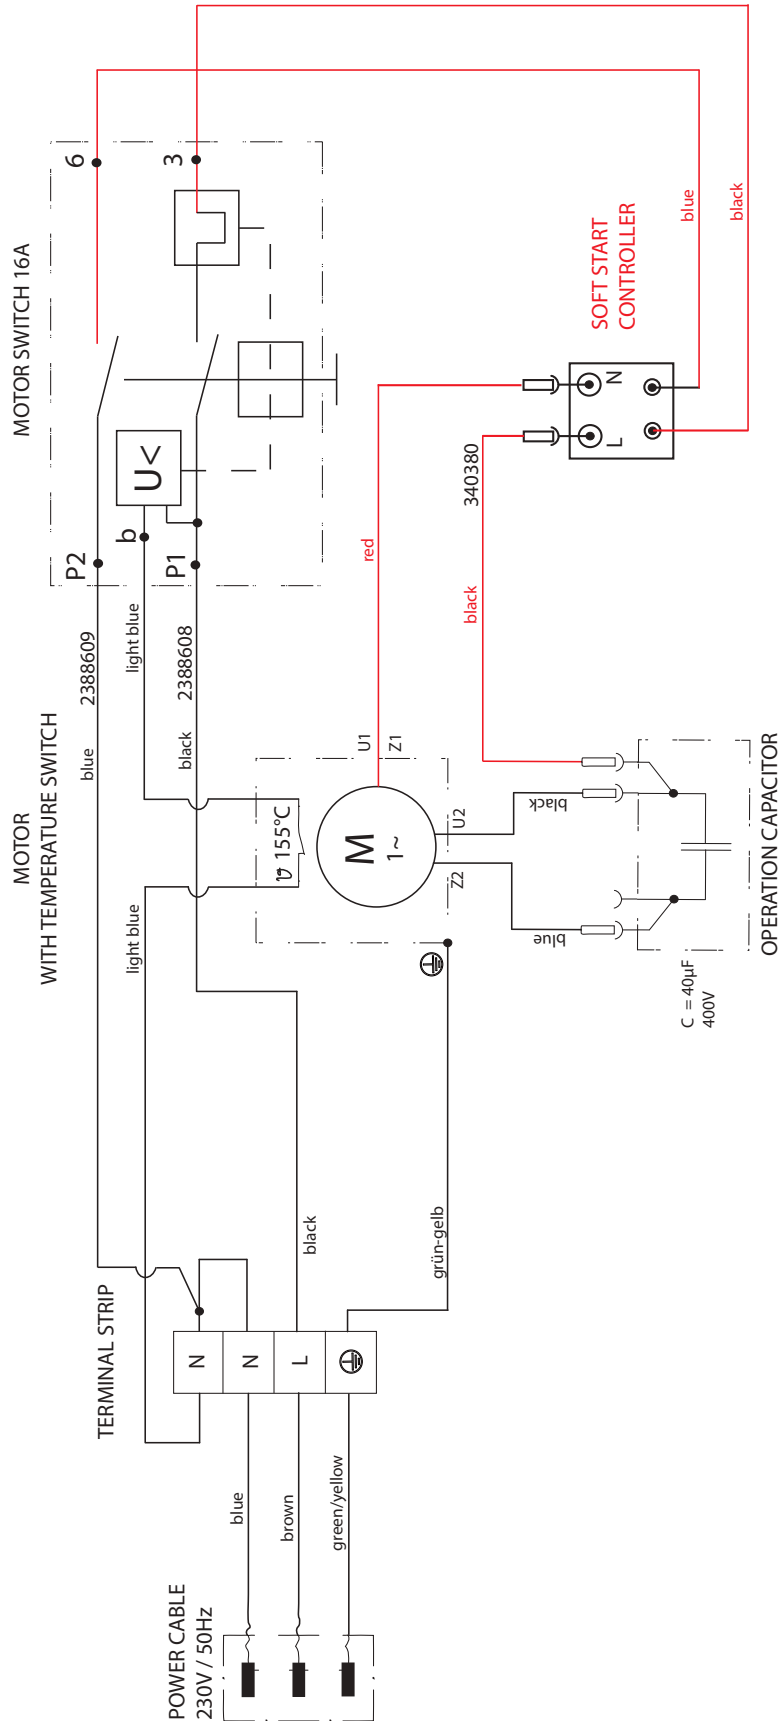 POWER CABLE
230V / 50Hz
blue
brown
green/yellow
TERMINAL STRIP
N
N
L
black
grün-gelb
MOTOR
WITH TEMPERATURE SWITCH
blue
2388609
light blue
light blue
black
2388608
ϑ 155°C
M
1~
U1
Z1
U2
Z2
black
blue
C = 40µF
400V
OPERATION CAPACITOR
MOTOR SWITCH 16A
P2
b
P1
U<
6
3
red
black
340380
SOFT START
CONTROLLER
L
N
blue
black